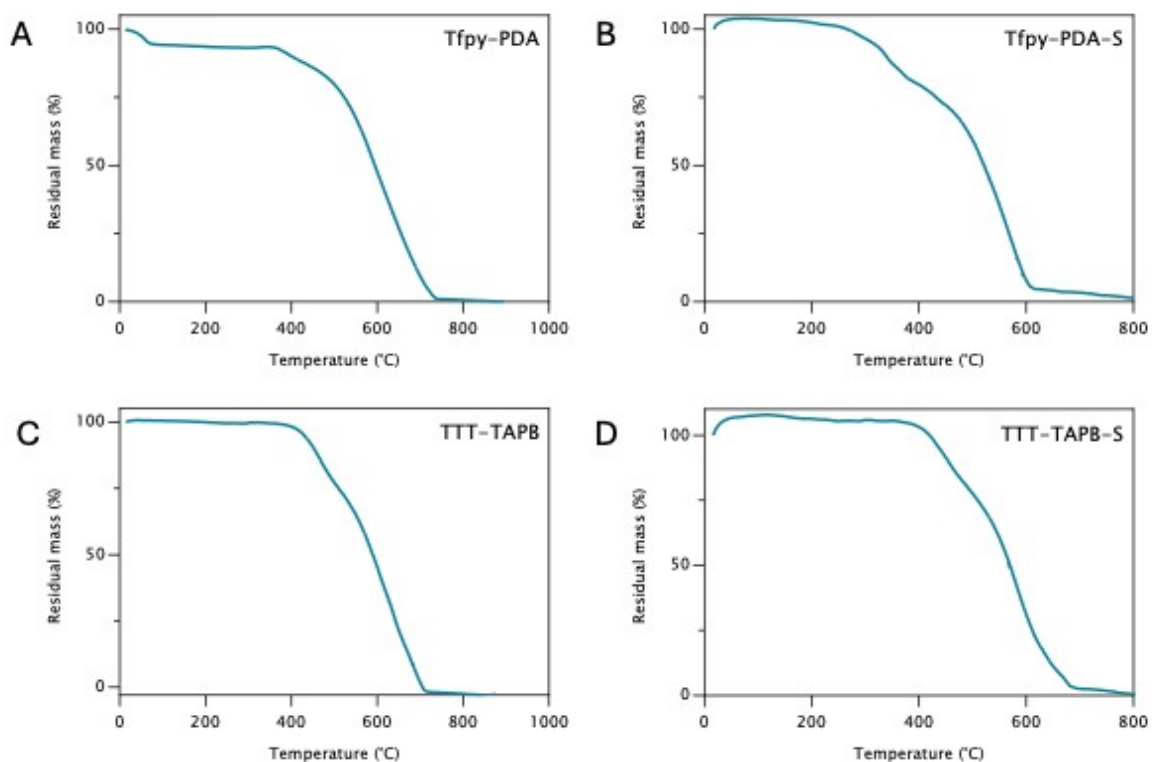 A
Tfpy-PDA
100
50
0
Residual mass (%)
0 200 400 600 800 1000
Temperature (°C)
B
Tfpy-PDA-S
100
50
0
Residual mass (%)
0 200 400 600 800
Temperature (°C)
C
TTT-TAPB
100
50
0
Residual mass (%)
0 200 400 600 800 1000
Temperature (°C)
D
TTT-TAPB-S
100
50
0
Residual mass (%)
0 200 400 600 800
Temperature (°C)